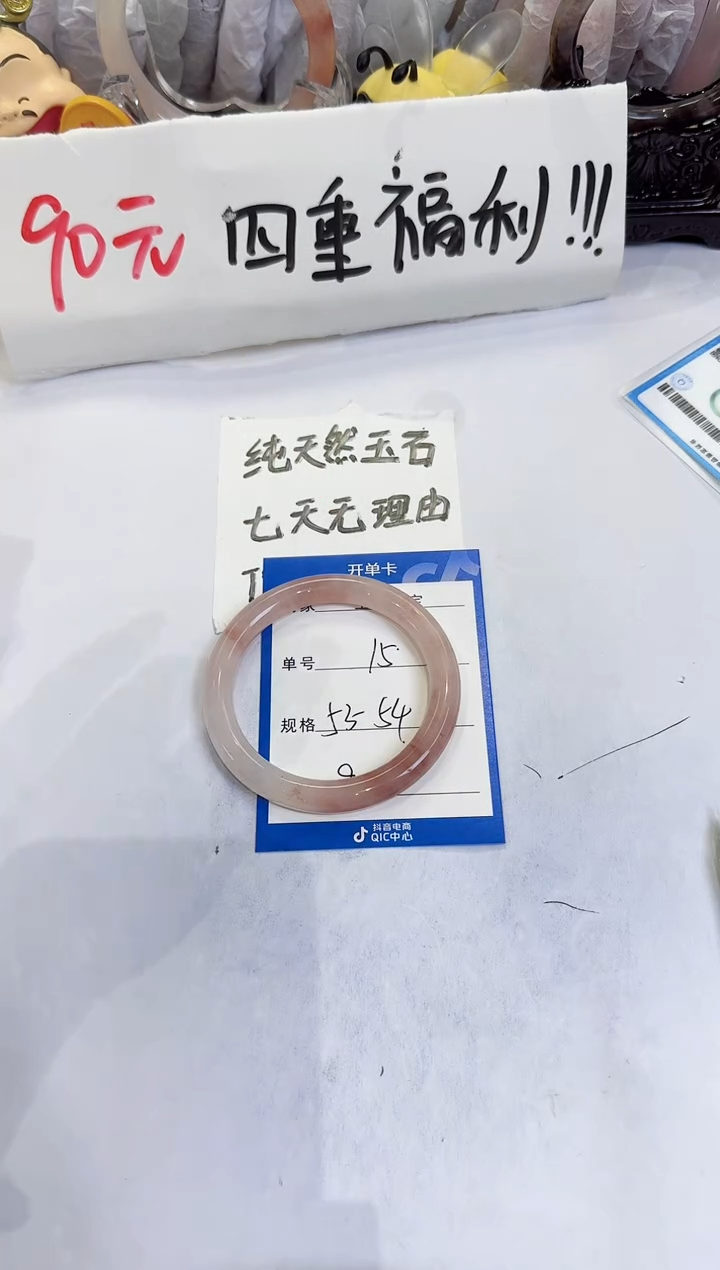 90元 四重福利!!!
纯天然玉石
七天无理由
开单卡
单号 15
规格 53 54
抖音电商
QIC中心